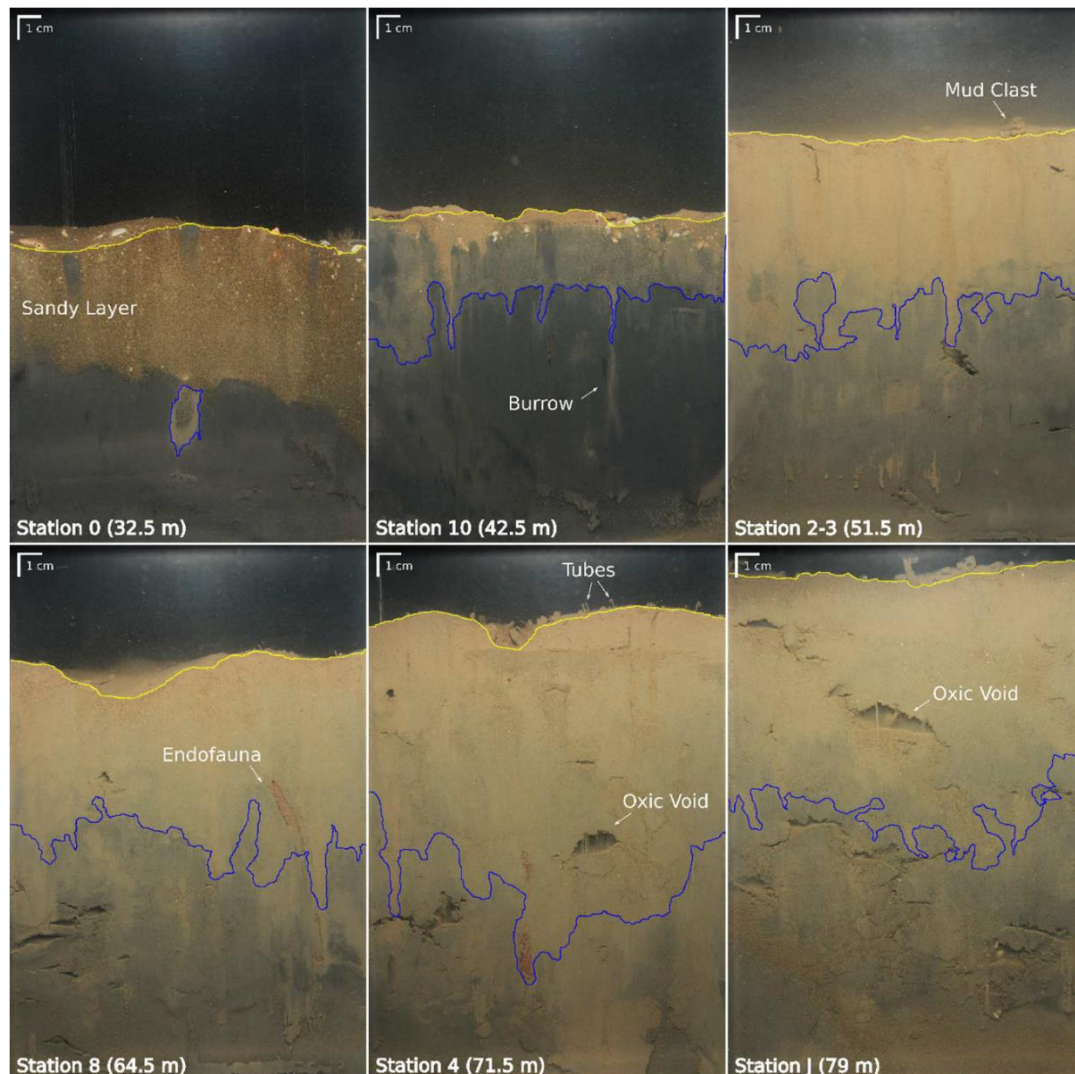 1 cm
1 cm
1 cm
Mud Clast
Sandy Layer
Burrow
Station 0 (32.5 m)
Station 10 (42.5 m)
Station 2-3 (51.5 m)
1 cm
1 cm
1 cm
Tubes
Endofauna
Oxic Void
Oxic Void
Station 8 (64.5 m)
Station 4 (71.5 m)
Station J (79 m)